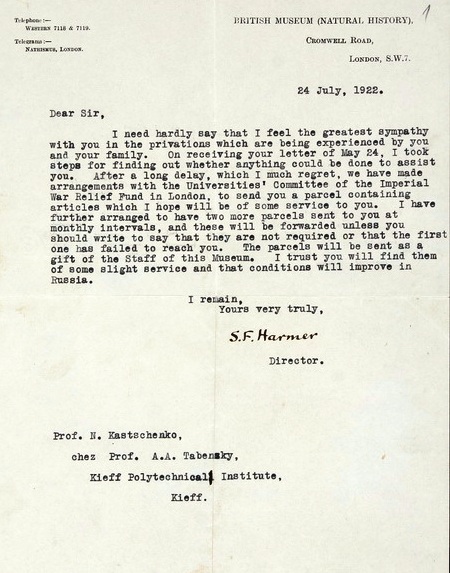 1
BRITISH MUSEUM (NATURAL HISTORY),
CROMWELL ROAD,
LONDON, S.W.7.
Telephone:—
WESTERN 7118 & 7119.
Telegrams:—
NATHISMUS, LONDON.
24 July, 1922.
Dear Sir,
I need hardly say that I feel the greatest sympathy
with you in the privations which are being experienced by you
and your family. On receiving your letter of May 24, I took
steps for finding out whether anything could be done to assist
you. After a long delay, which I much regret, we have made
arrangements with the Universities' Committee of the Imperial
War Relief Fund in London, to send you a parcel containing
articles which I hope will be of some service to you. I have
further arranged to have two more parcels sent to you at
monthly intervals, and these will be forwarded unless you
should write to say that they are not required or that the first
one has failed to reach you. The parcels will be sent as a
gift of the Staff of this Museum. I trust you will find them
of some slight service and that conditions will improve in
Russia.
I remain,
Yours very truly,
S.F. Harmer
Director.
Prof. N. Kastschenko,
chez Prof. A.A. Tabensky,
Kieff Polytechnical Institute,
Kieff.